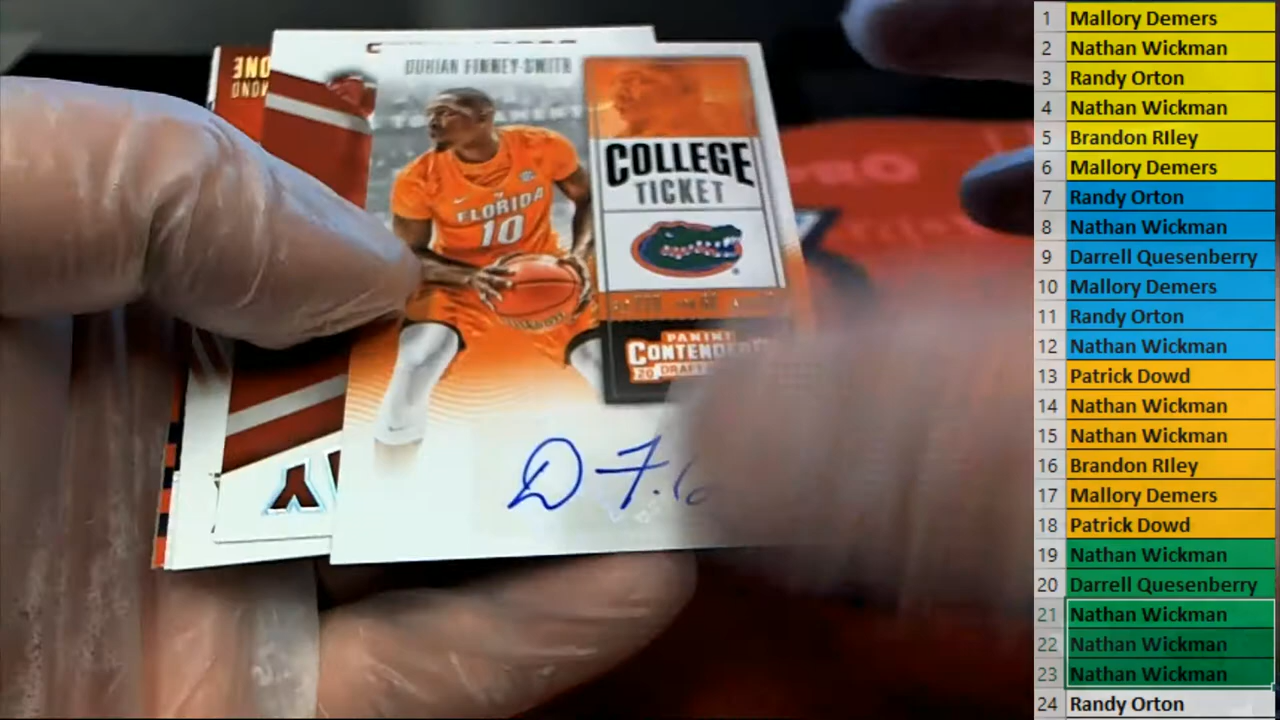 DORIAN FINNEY-SMITH
FLORIDA
10
COLLEGE
TICKET
PANINI
CONTENDERS
20 DRAFT
D F.
PRO
1 Mallory Demers
2 Nathan Wickman
3 Randy Orton
4 Nathan Wickman
5 Brandon RIley
6 Mallory Demers
7 Randy Orton
8 Nathan Wickman
9 Darrell Quesenberry
10 Mallory Demers
11 Randy Orton
12 Nathan Wickman
13 Patrick Dowd
14 Nathan Wickman
15 Nathan Wickman
16 Brandon RIley
17 Mallory Demers
18 Patrick Dowd
19 Nathan Wickman
20 Darrell Quesenberry
21 Nathan Wickman
22 Nathan Wickman
23 Nathan Wickman
24 Randy Orton